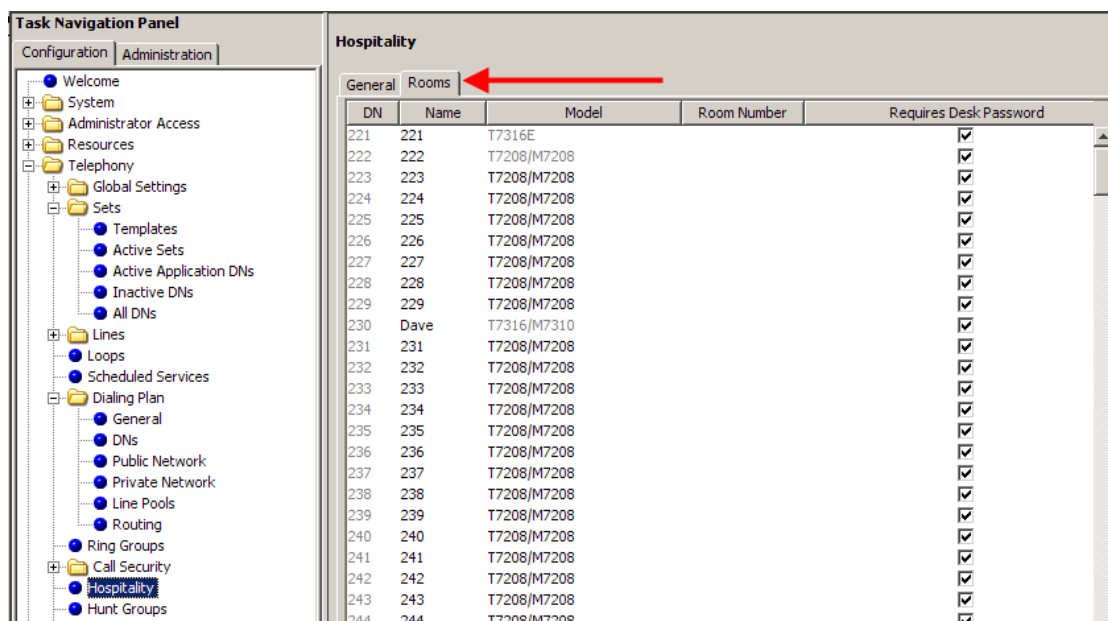 Task Navigation Panel
Configuration Administration
Welcome
System
Administrator Access
Resources
Telephony
Global Settings
Sets
Templates
Active Sets
Active Application DNs
Inactive DNs
All DNs
Lines
Loops
Scheduled Services
Dialing Plan
General
DNs
Public Network
Private Network
Line Pools
Routing
Ring Groups
Call Security
Hospitality
Hunt Groups
Hospitality
General Rooms
DN Name Model Room Number Requires Desk Password
221 221 T7316E
222 222 T7208/M7208
223 223 T7208/M7208
224 224 T7208/M7208
225 225 T7208/M7208
226 226 T7208/M7208
227 227 T7208/M7208
228 228 T7208/M7208
229 229 T7208/M7208
230 Dave T7316/M7310
231 231 T7208/M7208
232 232 T7208/M7208
233 233 T7208/M7208
234 234 T7208/M7208
235 235 T7208/M7208
236 236 T7208/M7208
237 237 T7208/M7208
238 238 T7208/M7208
239 239 T7208/M7208
240 240 T7208/M7208
241 241 T7208/M7208
242 242 T7208/M7208
243 243 T7208/M7208
244 244 T7208/M7208